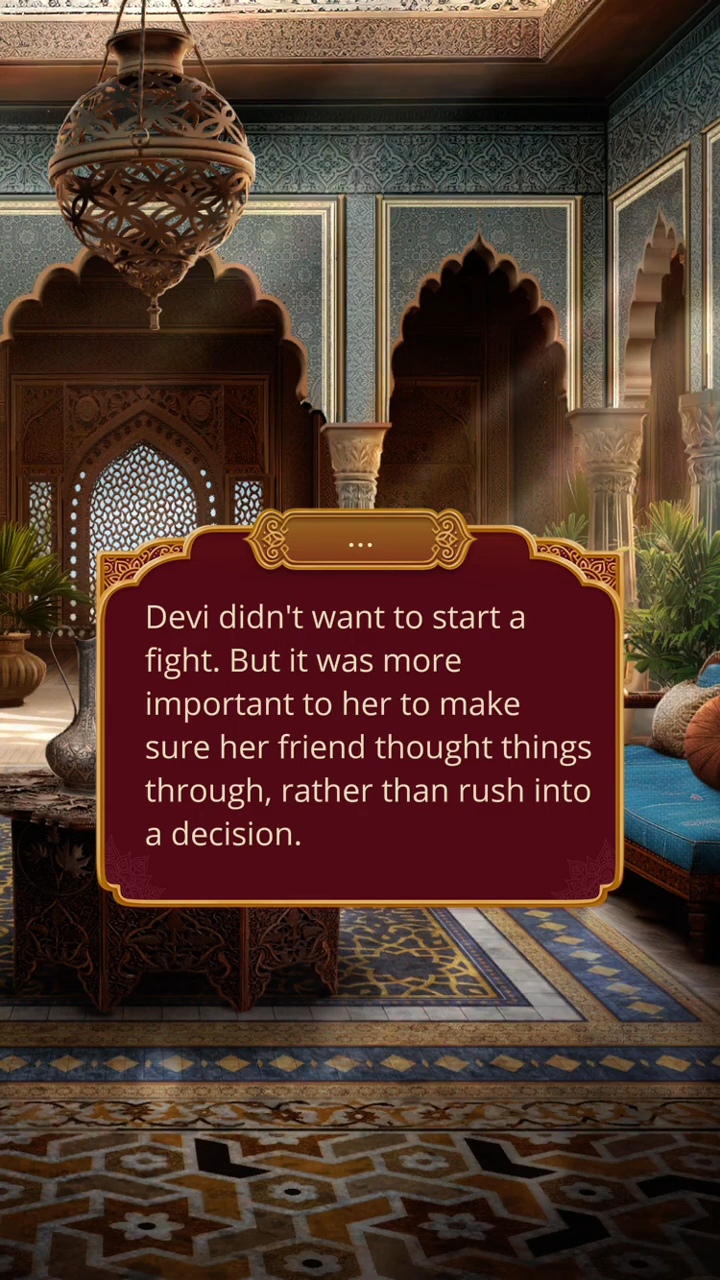 ...
Devi didn't want to start a
fight. But it was more
important to her to make
sure her friend thought things
through, rather than rush into
a decision.